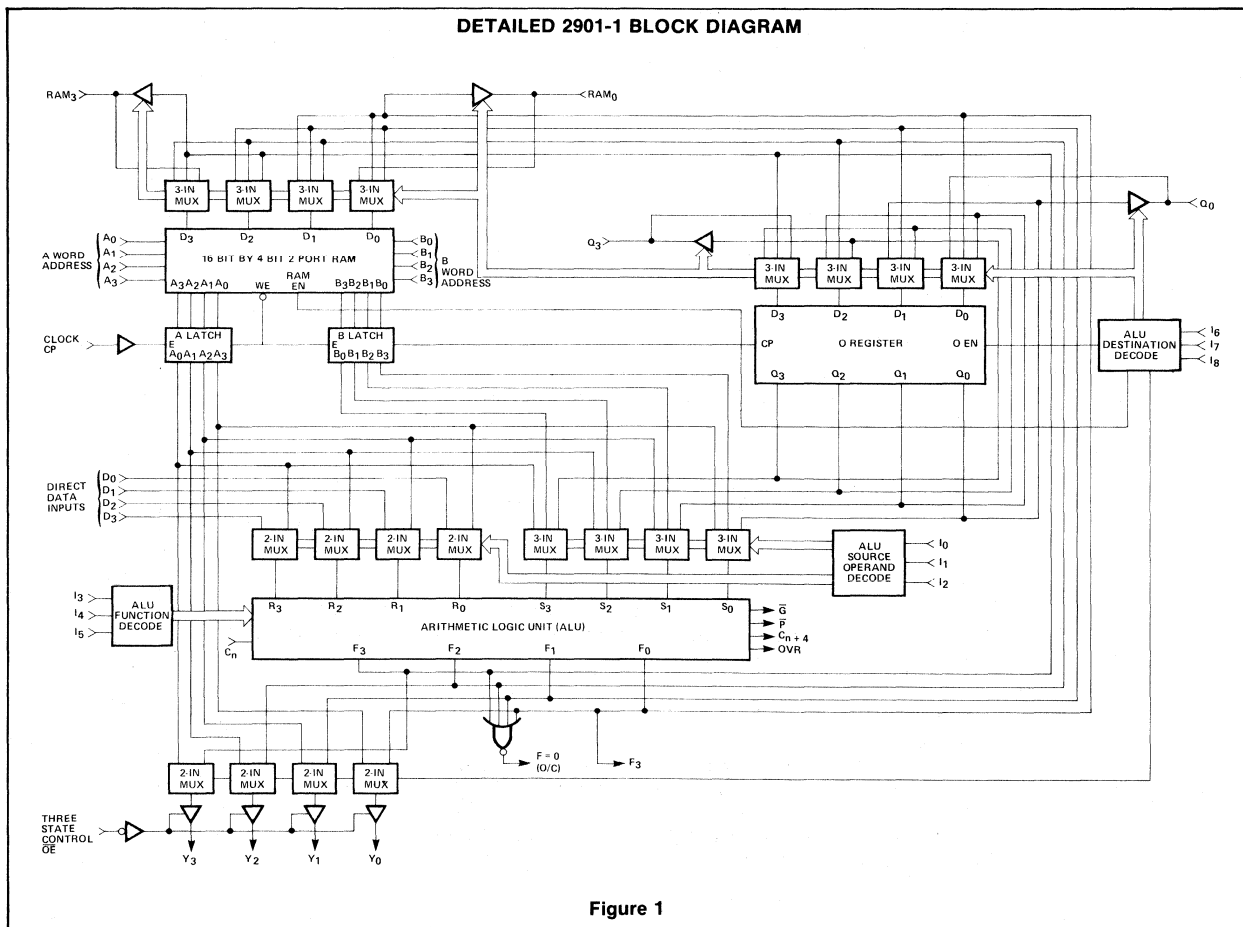 DETAILED 2901-1 BLOCK DIAGRAM
RAM3
RAM0
3-IN MUX
3-IN MUX
3-IN MUX
3-IN MUX
Q0
Q3
D3 D2 D1 D0
A WORD ADDRESS
A0
A1
A2
A3
16 BIT BY 4 BIT 2 PORT RAM
A3 A2 A1 A0
WE
RAM EN
B3 B2 B1 B0
B0
B1
B2
B3
B WORD ADDRESS
3-IN MUX
3-IN MUX
3-IN MUX
3-IN MUX
D3 D2 D1 D0
CP
O REGISTER
O EN
Q3 Q2 Q1 Q0
ALU DESTINATION DECODE
I6
I7
I8
CLOCK CP
A LATCH
E
A0 A1 A2 A3
B LATCH
E
B0 B1 B2 B3
DIRECT DATA INPUTS
D0
D1
D2
D3
2-IN MUX
2-IN MUX
2-IN MUX
2-IN MUX
3-IN MUX
3-IN MUX
3-IN MUX
3-IN MUX
ALU SOURCE OPERAND DECODE
I0
I1
I2
I3
I4
I5
ALU FUNCTION DECODE
R3 R2 R1 R0 S3 S2 S1 S0
ARITHMETIC LOGIC UNIT (ALU)
Cn
F3 F2 F1 F0
G̅
P̅
Cn + 4
OVR
F = 0
(O/C)
F3
2-IN MUX
2-IN MUX
2-IN MUX
2-IN MUX
THREE STATE CONTROL O̅E̅
Y3 Y2 Y1 Y0
Figure 1